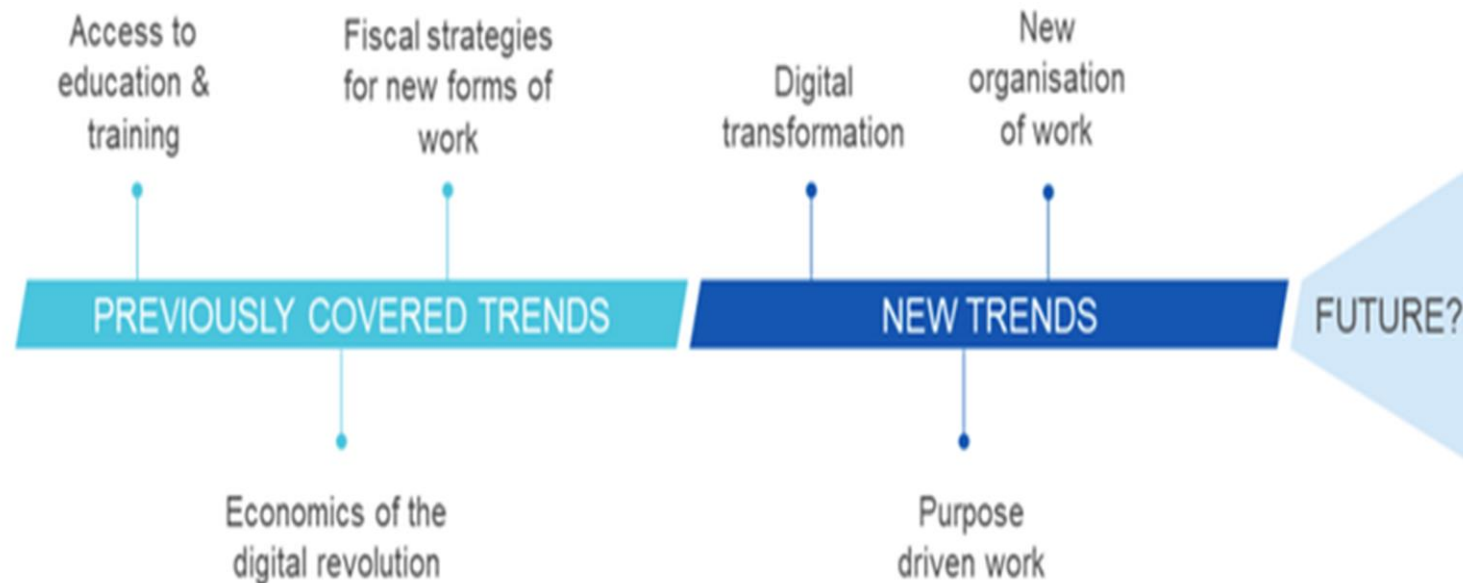 Access to
education &
training
Fiscal strategies
for new forms of
work
Digital
transformation
New
organisation
of work
PREVIOUSLY COVERED TRENDS
NEW TRENDS
FUTURE?
Economics of the
digital revolution
Purpose
driven work